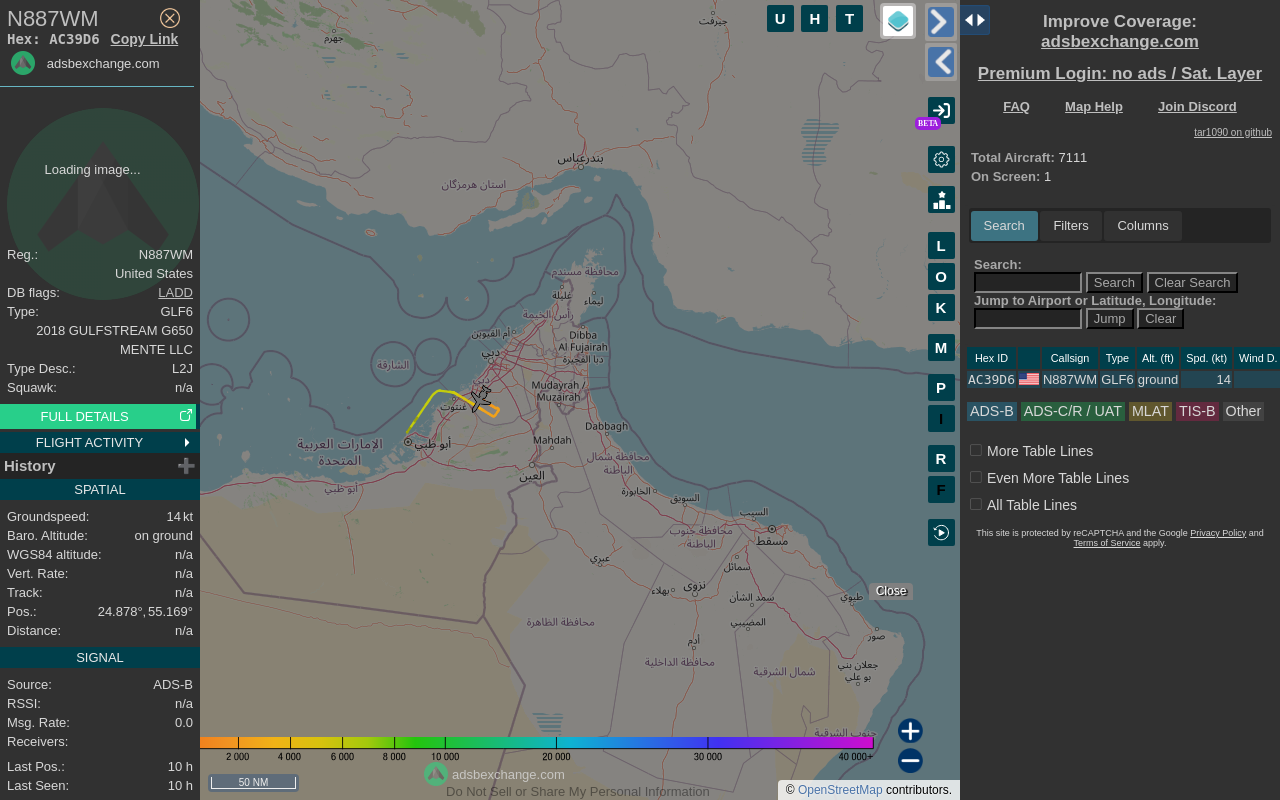 N887WM
Hex: AC39D6 Copy Link
adsbexchange.com
Loading image...
Reg.: N887WM
United States
DB flags: LADD
Type: GLF6
2018 GULFSTREAM G650
MENTE LLC
Type Desc.: L2J
Squawk: n/a
FULL DETAILS
FLIGHT ACTIVITY
History
SPATIAL
Groundspeed: 14 kt
Baro. Altitude: on ground
WGS84 altitude: n/a
Vert. Rate: n/a
Track: n/a
Pos.: 24.878°, 55.169°
Distance: n/a
SIGNAL
Source: ADS-B
RSSI: n/a
Msg. Rate: 0.0
Receivers:
Last Pos.: 10 h
Last Seen: 10 h
U H T
جیرفت
جهرم
بندرعباس
استان هرمزگان
محافظة مسندم
خليلة
ليماء
رأس الخيمة
أم القيوين
Dibba
Al Fujairah
دبا الفجيرة
دبي
الشارقة
دبي
Mudayrah /
Muzairah
غنتوت
أبو ظبي
الإمارات العربية
المتحدة
أبو ظبي
Mahdah
Dabbagh
العين
محافظة شمال
الباطنة
الخابورة
السويق
السيب
مسقط
محافظة جنوب
الباطنة
عبري
سمائل
نزوى
بهلاء
سمد الشأن
طيوي
محافظة الظاهرة
المضيبي
صور
أدم
محافظة الداخلية
شمال الشرقية
جعلان بني
بو علي
جنوب الشرقية
BETA
L
O
K
M
P
I
R
F
Close
2 000 4 000 6 000 8 000 10 000 20 000 30 000 40 000+
50 NM
adsbexchange.com
Do Not Sell or Share My Personal Information
© OpenStreetMap contributors.
Improve Coverage:
adsbexchange.com
Premium Login: no ads / Sat. Layer
FAQ Map Help Join Discord
tar1090 on github
Total Aircraft: 7111
On Screen: 1
Search Filters Columns
Search:
Search Clear Search
Jump to Airport or Latitude, Longitude:
Jump Clear
Hex ID Callsign Type Alt. (ft) Spd. (kt) Wind D.
AC39D6 N887WM GLF6 ground 14
ADS-B ADS-C/R / UAT MLAT TIS-B Other
More Table Lines
Even More Table Lines
All Table Lines
This site is protected by reCAPTCHA and the Google Privacy Policy and
Terms of Service apply.